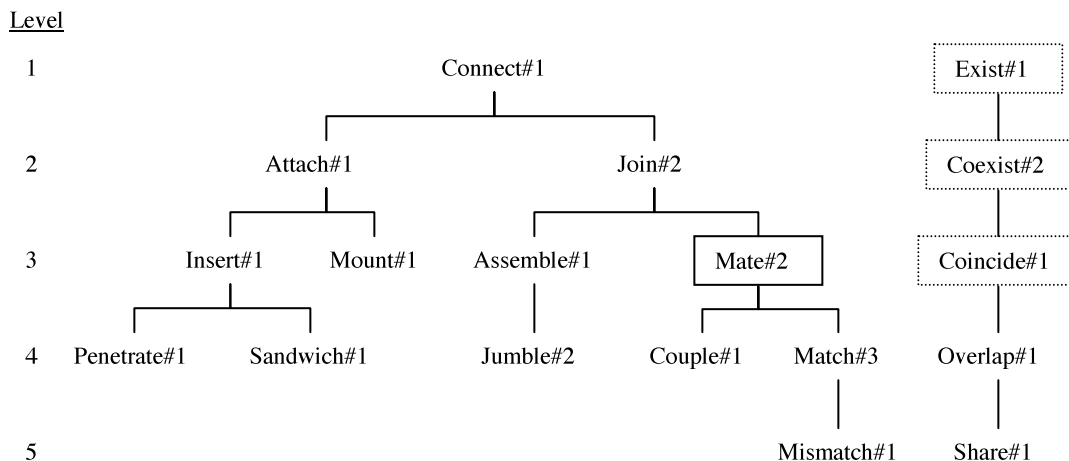 Level
1 Connect#1 Exist#1
2 Attach#1 Join#2 Coexist#2
3 Insert#1 Mount#1 Assemble#1 Mate#2 Coincide#1
4 Penetrate#1 Sandwich#1 Jumble#2 Couple#1 Match#3 Overlap#1
5 Mismatch#1 Share#1